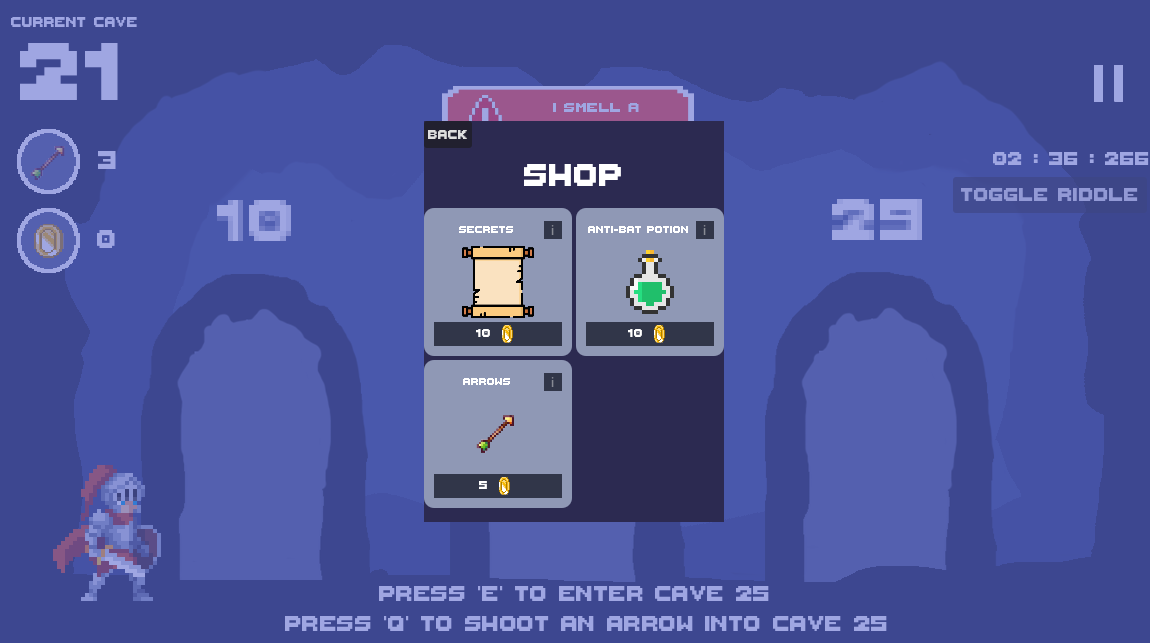 CURRENT CAVE
21
I SMELL A
BACK
SHOP
3
02 : 36 : 266
TOGGLE RIDDLE
10
29
0
SECRETS i
ANTI-BAT POTION i
10
10
ARROWS i
5
PRESS 'E' TO ENTER CAVE 25
PRESS 'Q' TO SHOOT AN ARROW INTO CAVE 25